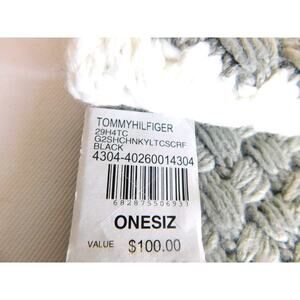 TOMMYHILFIGER
29H4TC
G2SHCHNKYLTCSCRF
BLACK
4304-40260014304
ONESIZ
682875506933
VALUE $100.00